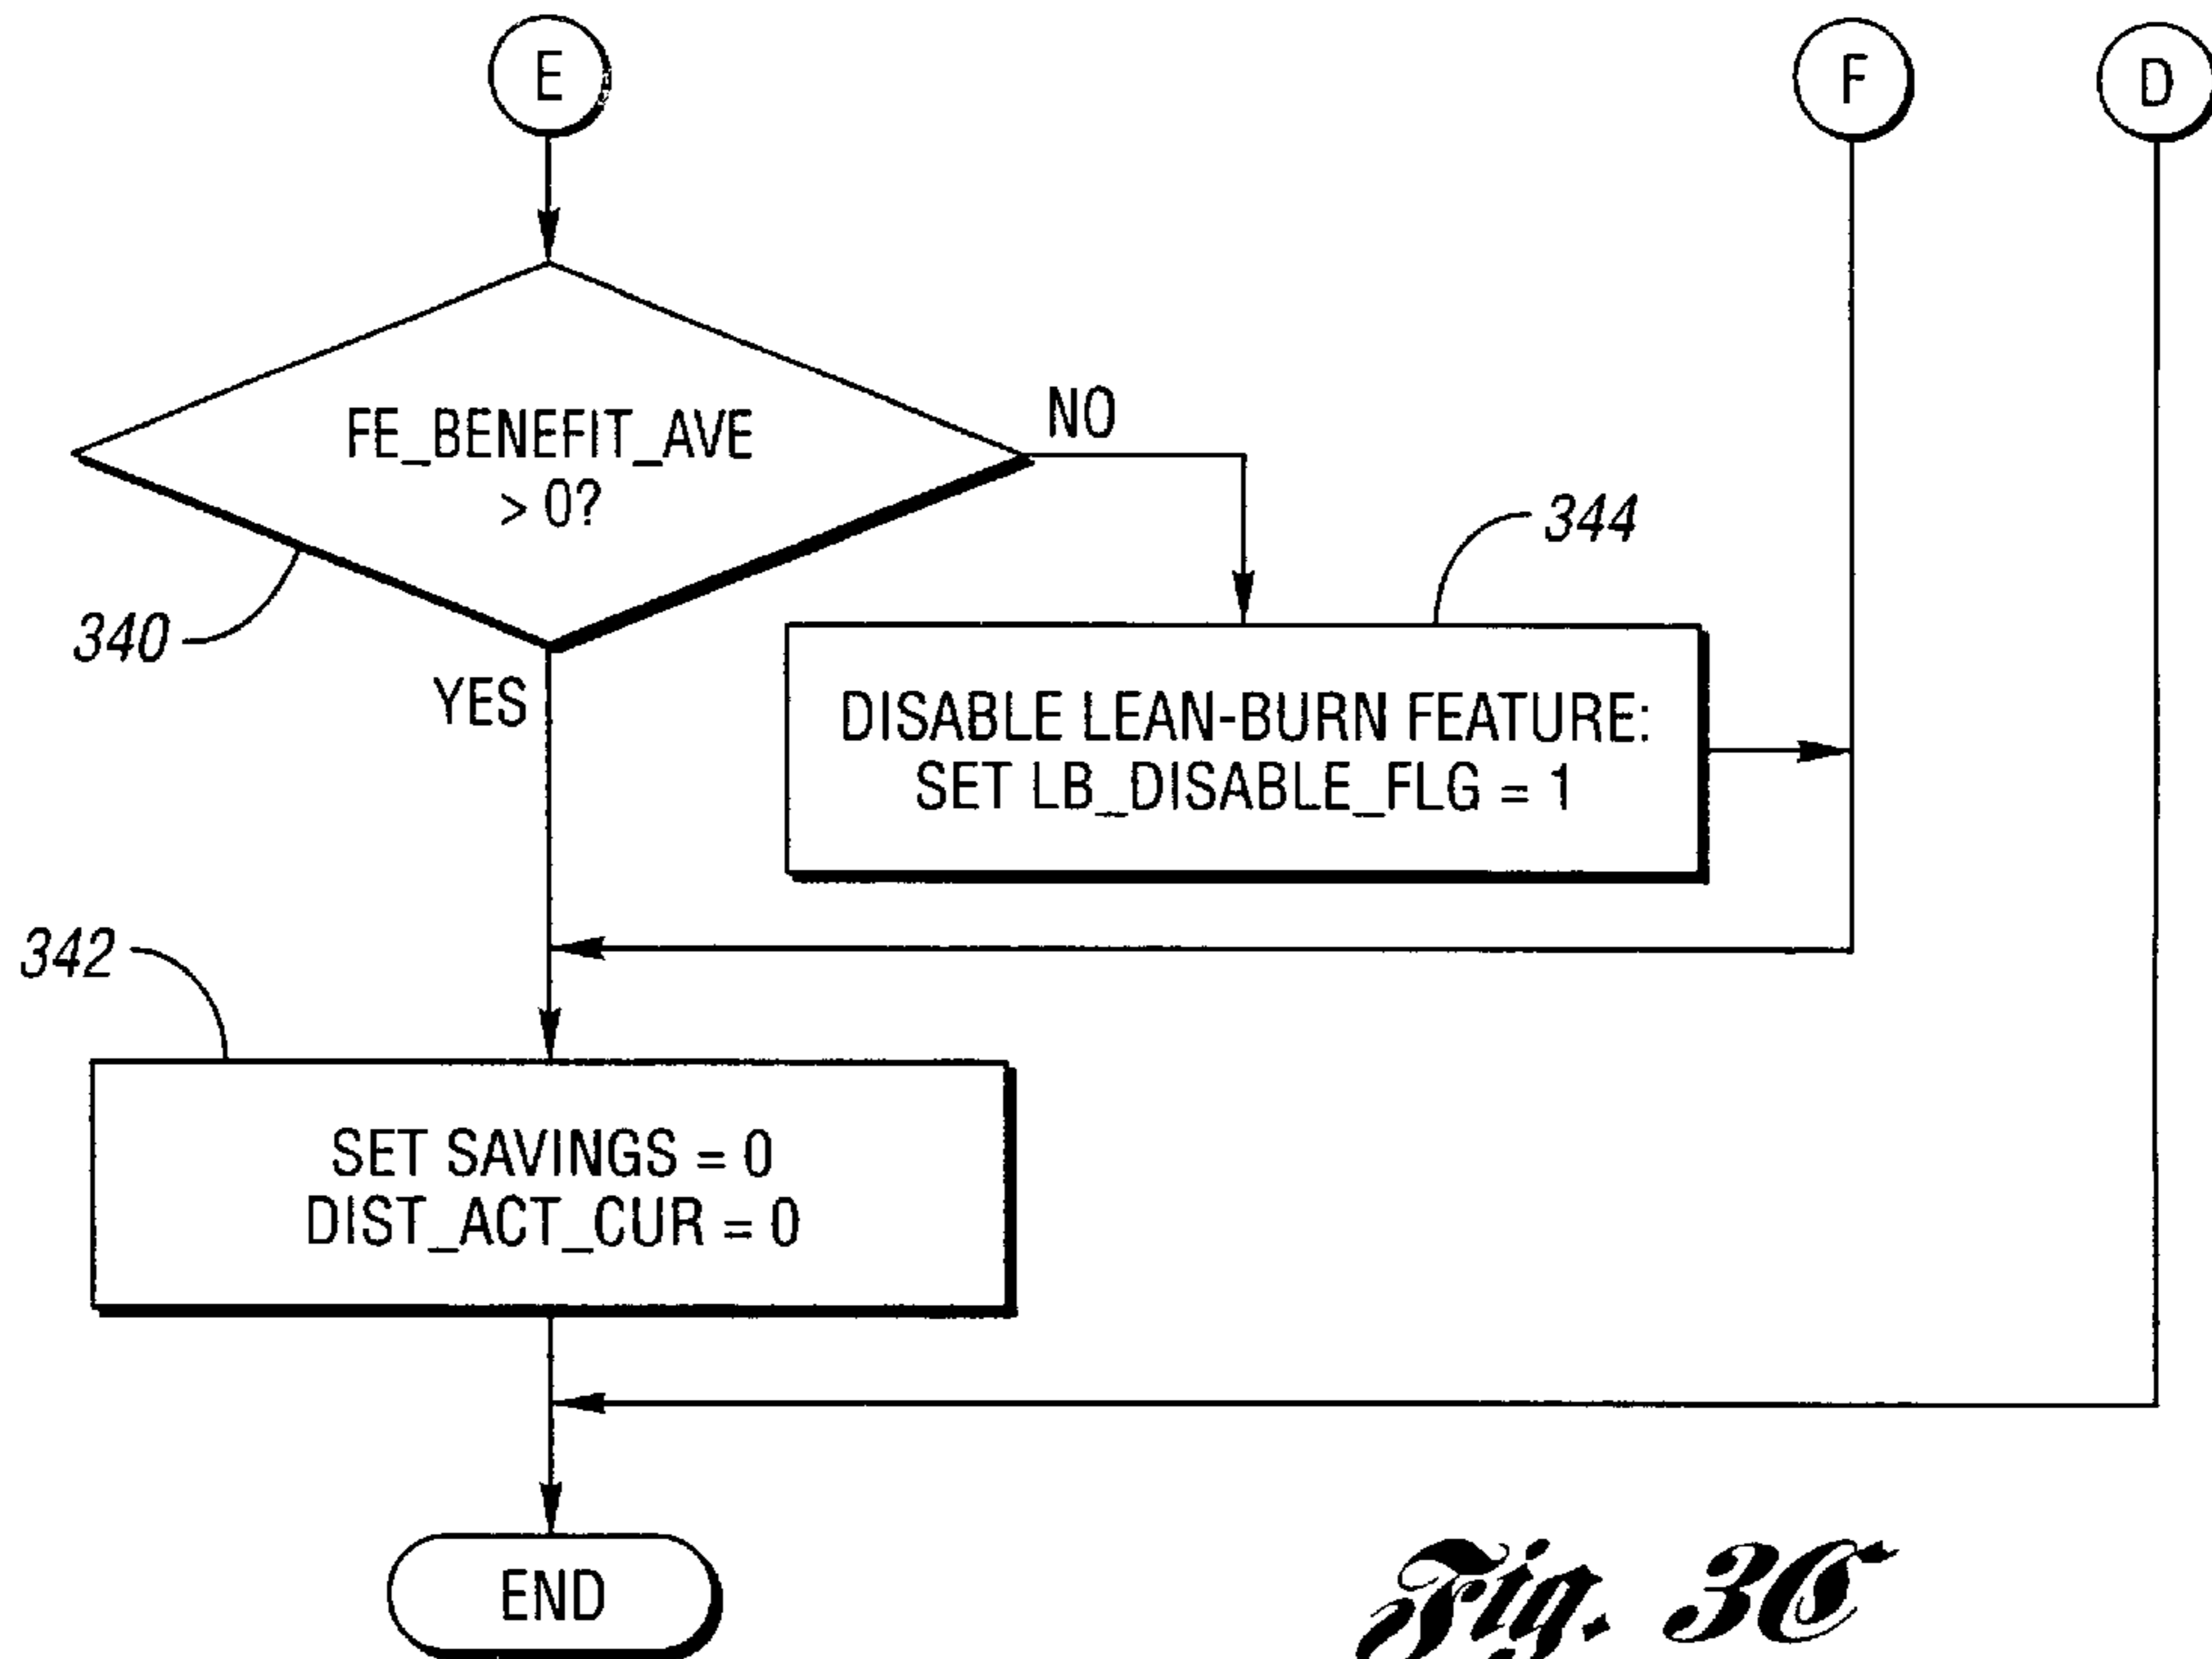 E
F
D
FE_BENEFIT_AVE
> 0?
NO
344
340
YES
DISABLE LEAN-BURN FEATURE:
SET LB_DISABLE_FLG = 1
342
SET SAVINGS = 0
DIST_ACT_CUR = 0
END
Fig. 3C